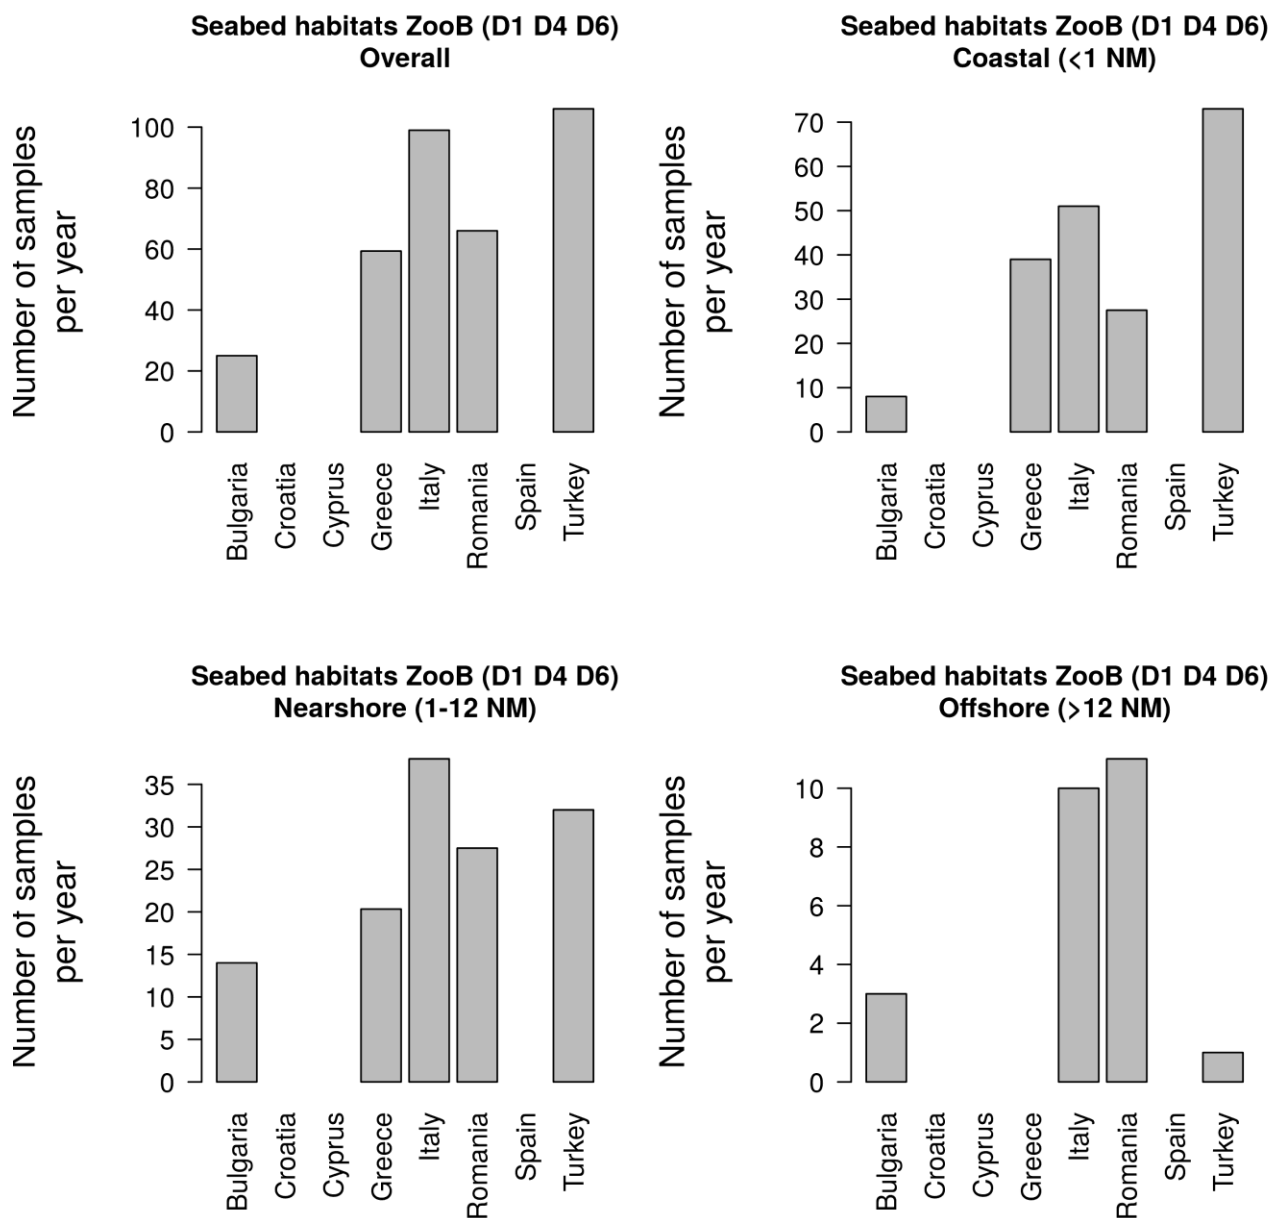 Seabed habitats ZooB (D1 D4 D6)
Overall
Number of samples
per year
100
80
60
40
20
0
Bulgaria
Croatia
Cyprus
Greece
Italy
Romania
Spain
Turkey
Seabed habitats ZooB (D1 D4 D6)
Coastal (<1 NM)
Number of samples
per year
70
60
50
40
30
20
10
0
Bulgaria
Croatia
Cyprus
Greece
Italy
Romania
Spain
Turkey
Seabed habitats ZooB (D1 D4 D6)
Nearshore (1-12 NM)
Number of samples
per year
35
30
25
20
15
10
5
0
Bulgaria
Croatia
Cyprus
Greece
Italy
Romania
Spain
Turkey
Seabed habitats ZooB (D1 D4 D6)
Offshore (>12 NM)
Number of samples
per year
10
8
6
4
2
0
Bulgaria
Croatia
Cyprus
Greece
Italy
Romania
Spain
Turkey